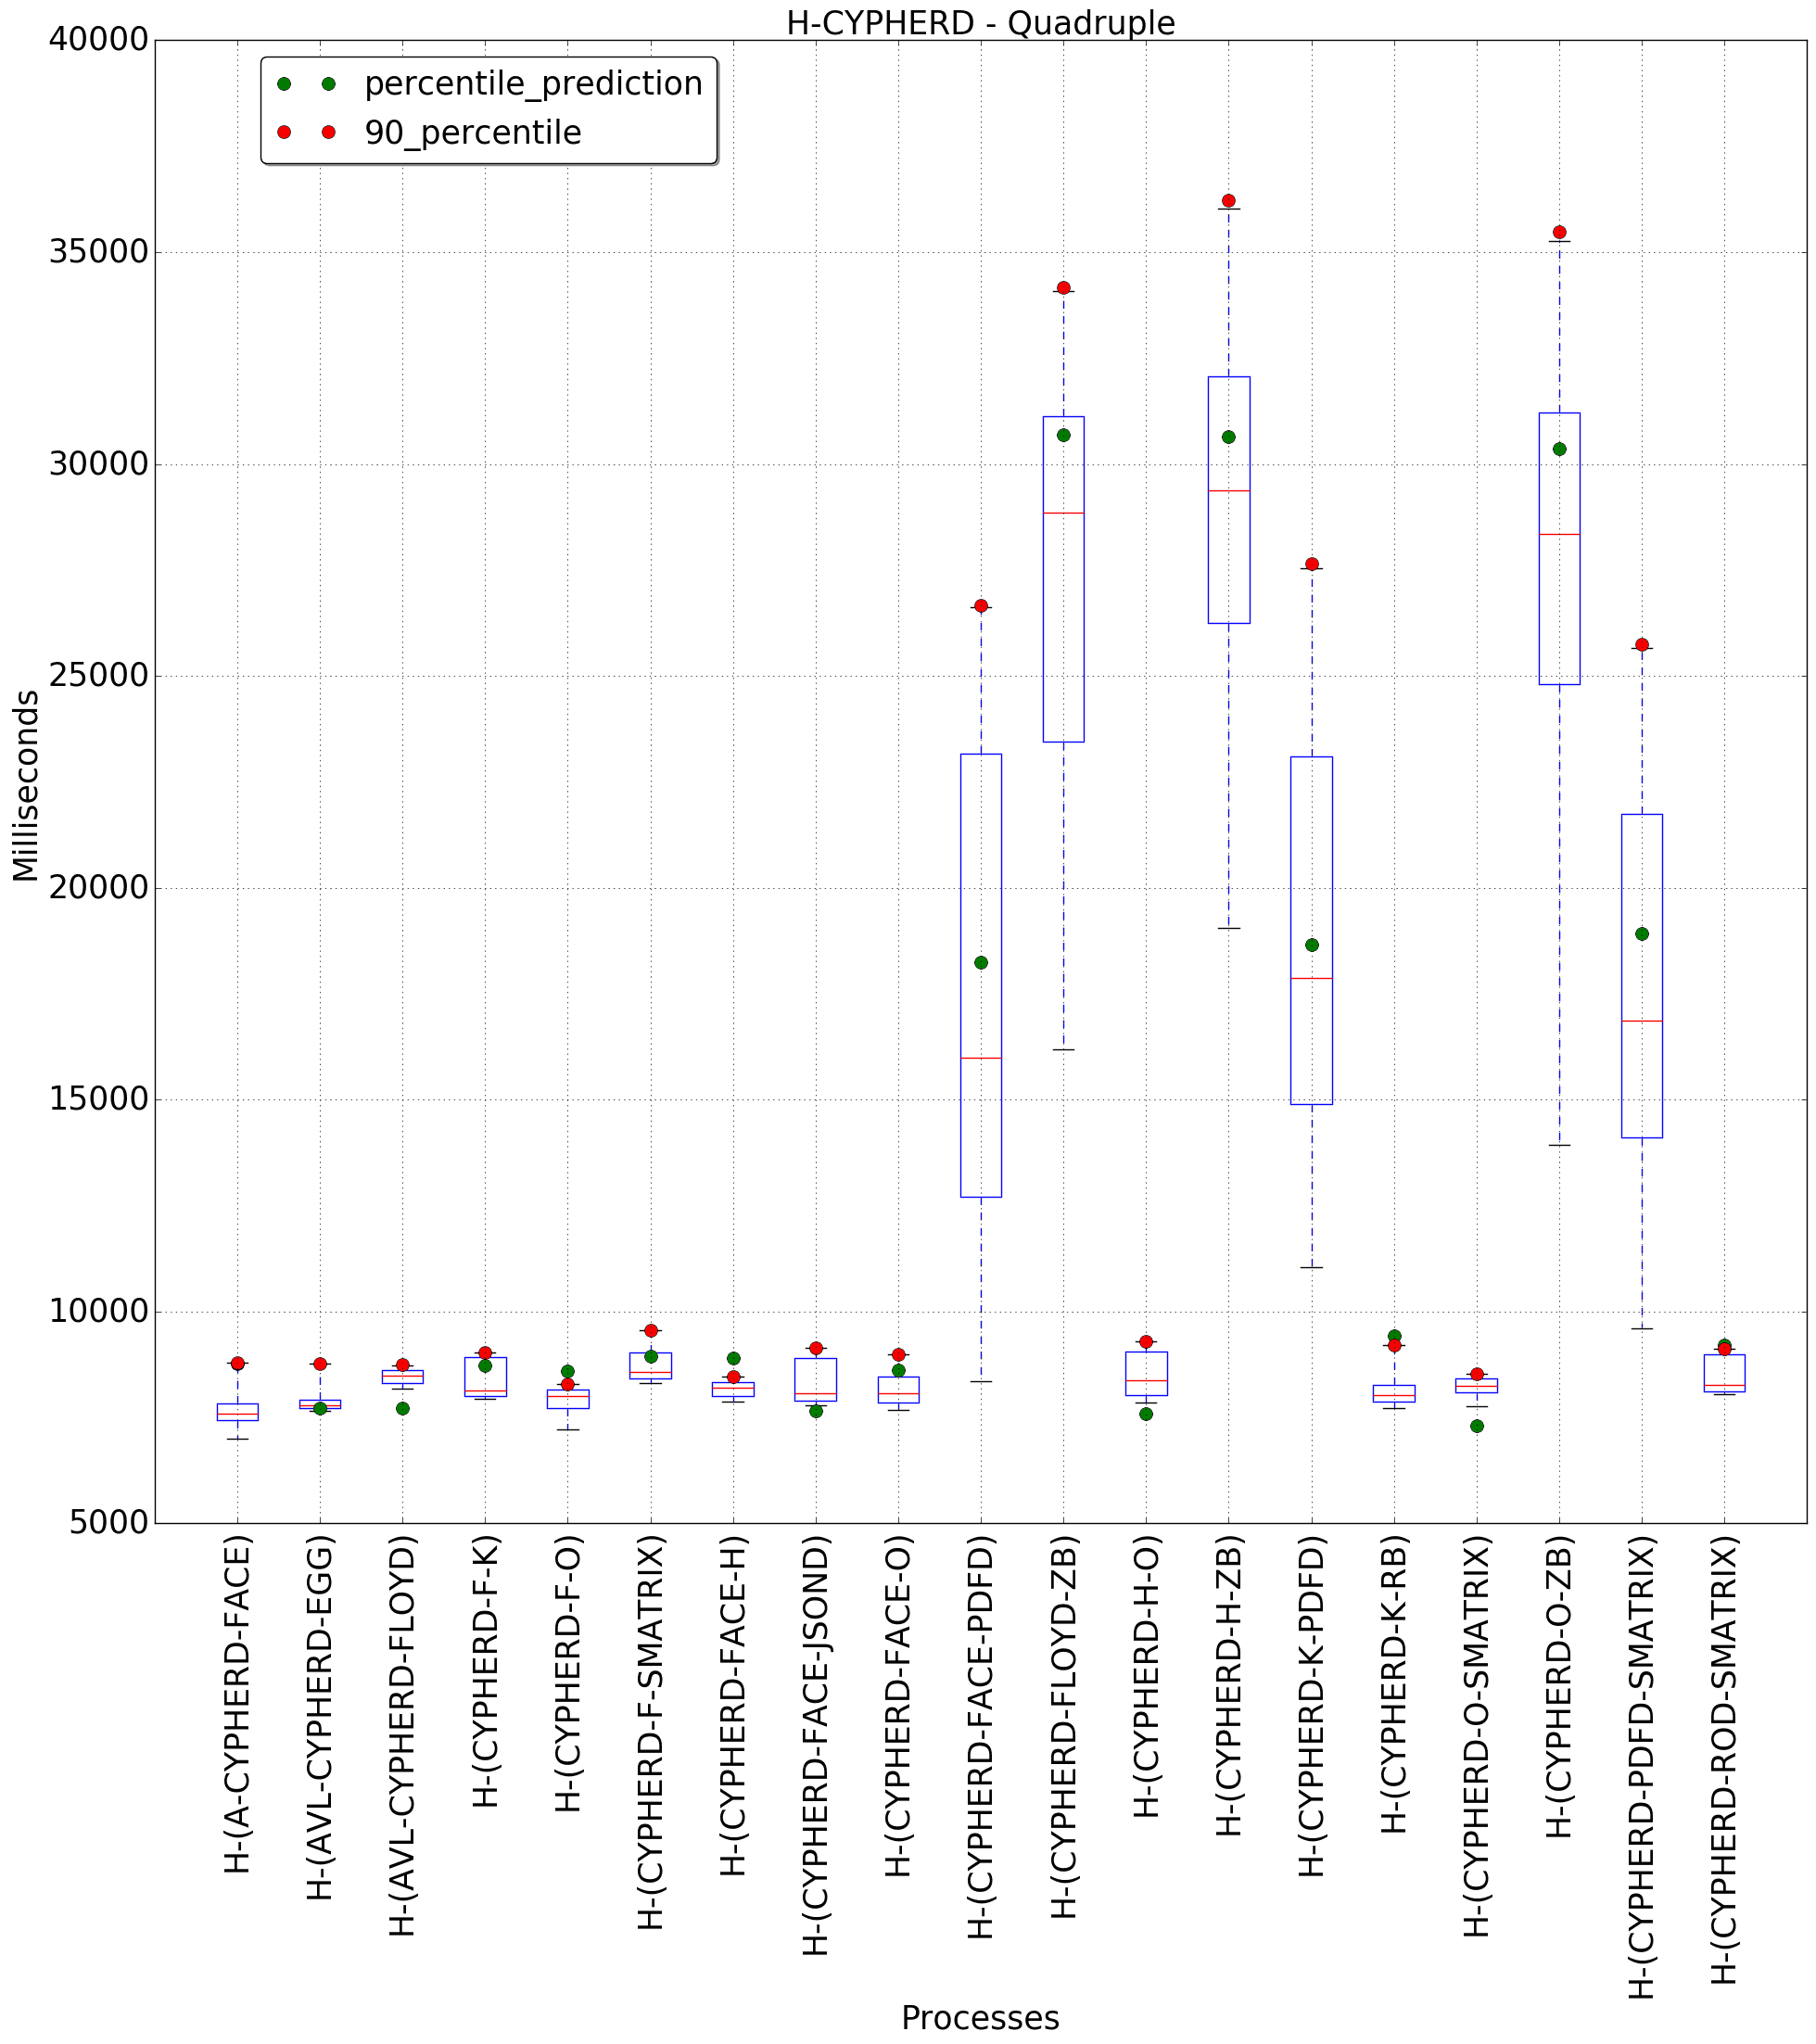 H-CYPHERD - Quadruple
percentile_prediction
90_percentile
Milliseconds
40000
35000
30000
25000
20000
15000
10000
5000
H-(A-CYPHERD-FACE)
H-(AVL-CYPHERD-EGG)
H-(AVL-CYPHERD-FLOYD)
H-(CYPHERD-F-K)
H-(CYPHERD-F-O)
H-(CYPHERD-F-SMATRIX)
H-(CYPHERD-FACE-H)
H-(CYPHERD-FACE-JSOND)
H-(CYPHERD-FACE-O)
H-(CYPHERD-FACE-PDFD)
H-(CYPHERD-FLOYD-ZB)
H-(CYPHERD-H-O)
H-(CYPHERD-H-ZB)
H-(CYPHERD-K-PDFD)
H-(CYPHERD-K-RB)
H-(CYPHERD-O-SMATRIX)
H-(CYPHERD-O-ZB)
H-(CYPHERD-PDFD-SMATRIX)
H-(CYPHERD-ROD-SMATRIX)
Processes